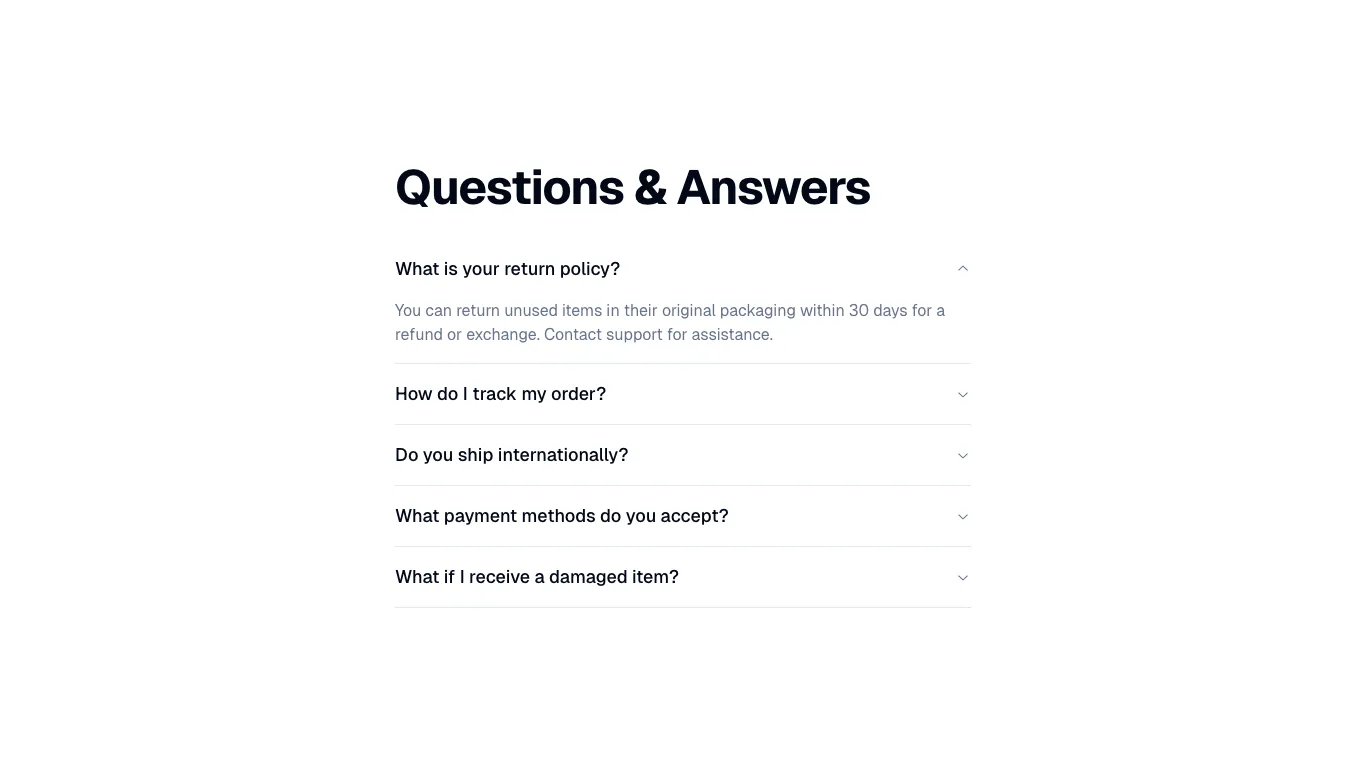 Questions & Answers
What is your return policy?
You can return unused items in their original packaging within 30 days for a
refund or exchange. Contact support for assistance.
How do I track my order?
Do you ship internationally?
What payment methods do you accept?
What if I receive a damaged item?